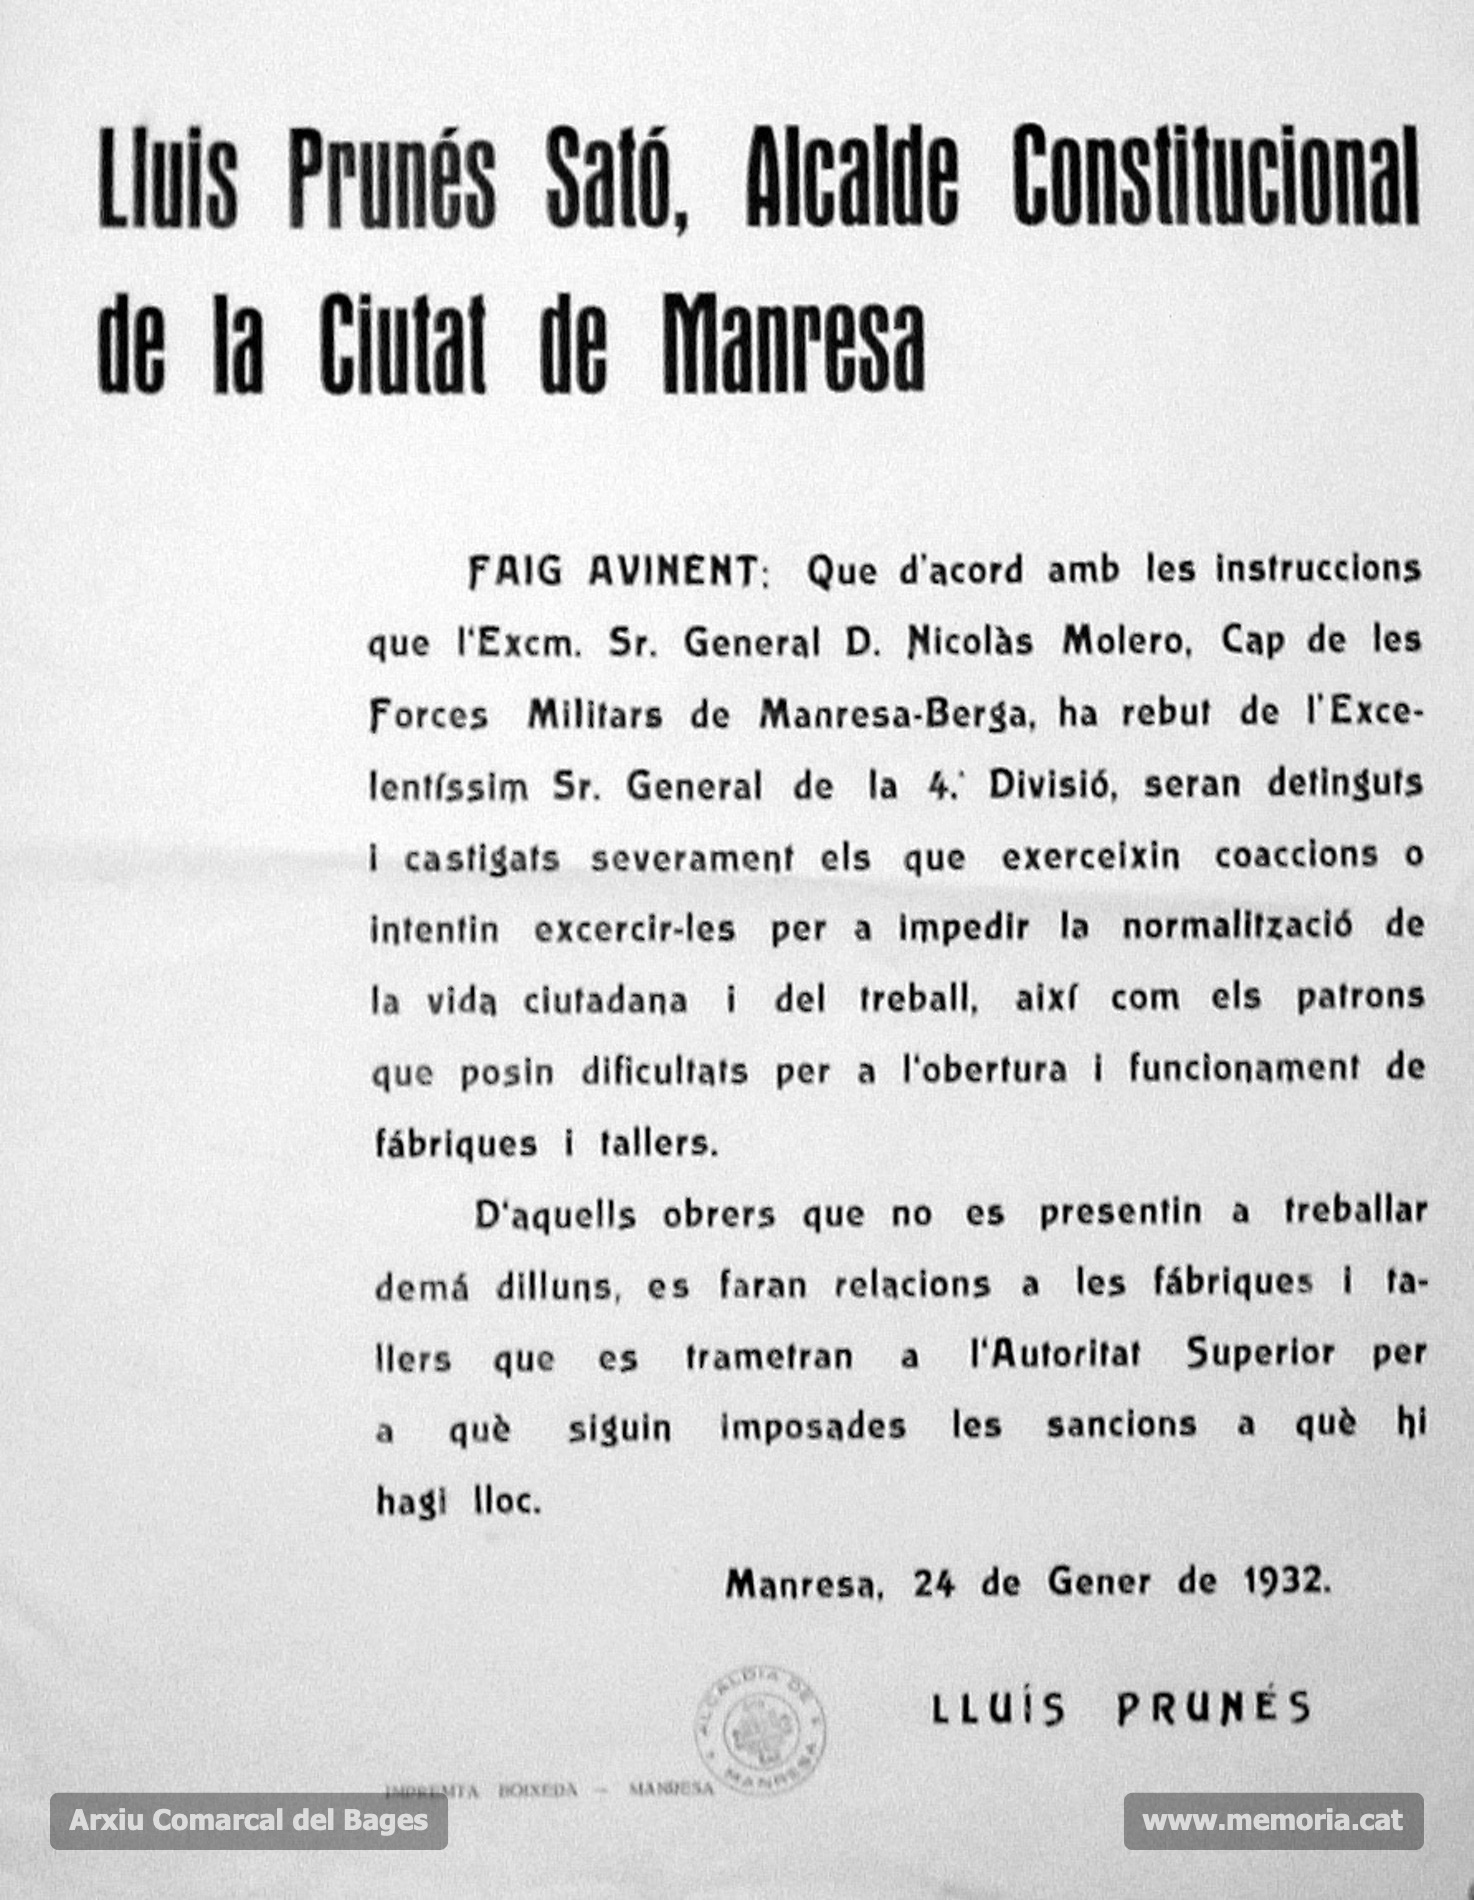 Lluis Prunés Sató, Alcalde Constitucional
de la Ciutat de Manresa
FAIG AVINENT: Que d'acord amb les instruccions
que l'Excm. Sr. General D. Nicolàs Molero, Cap de les
Forces Militars de Manresa-Berga, ha rebut de l'Exce-
lentíssim Sr. General de la 4.ª Divisió, seran detinguts
i castigats severament els que exerceixin coaccions o
intentin excercir-les per a impedir la normalització de
la vida ciutadana i del treball, així com els patrons
que posin dificultats per a l'obertura i funcionament de
fábriques i tallers.
D'aquells obrers que no es presentin a treballar
demá dilluns, es faran relacions a les fábriques i ta-
llers que es trametran a l'Autoritat Superior per
a què siguin imposades les sancions a què hi
hagi lloc.
Manresa, 24 de Gener de 1932.
LLUÍS PRUNÉS
ALCALDIA DE MANRESA
IMPREMTA BOIXEDA — MANRESA
Arxiu Comarcal del Bages
www.memoria.cat